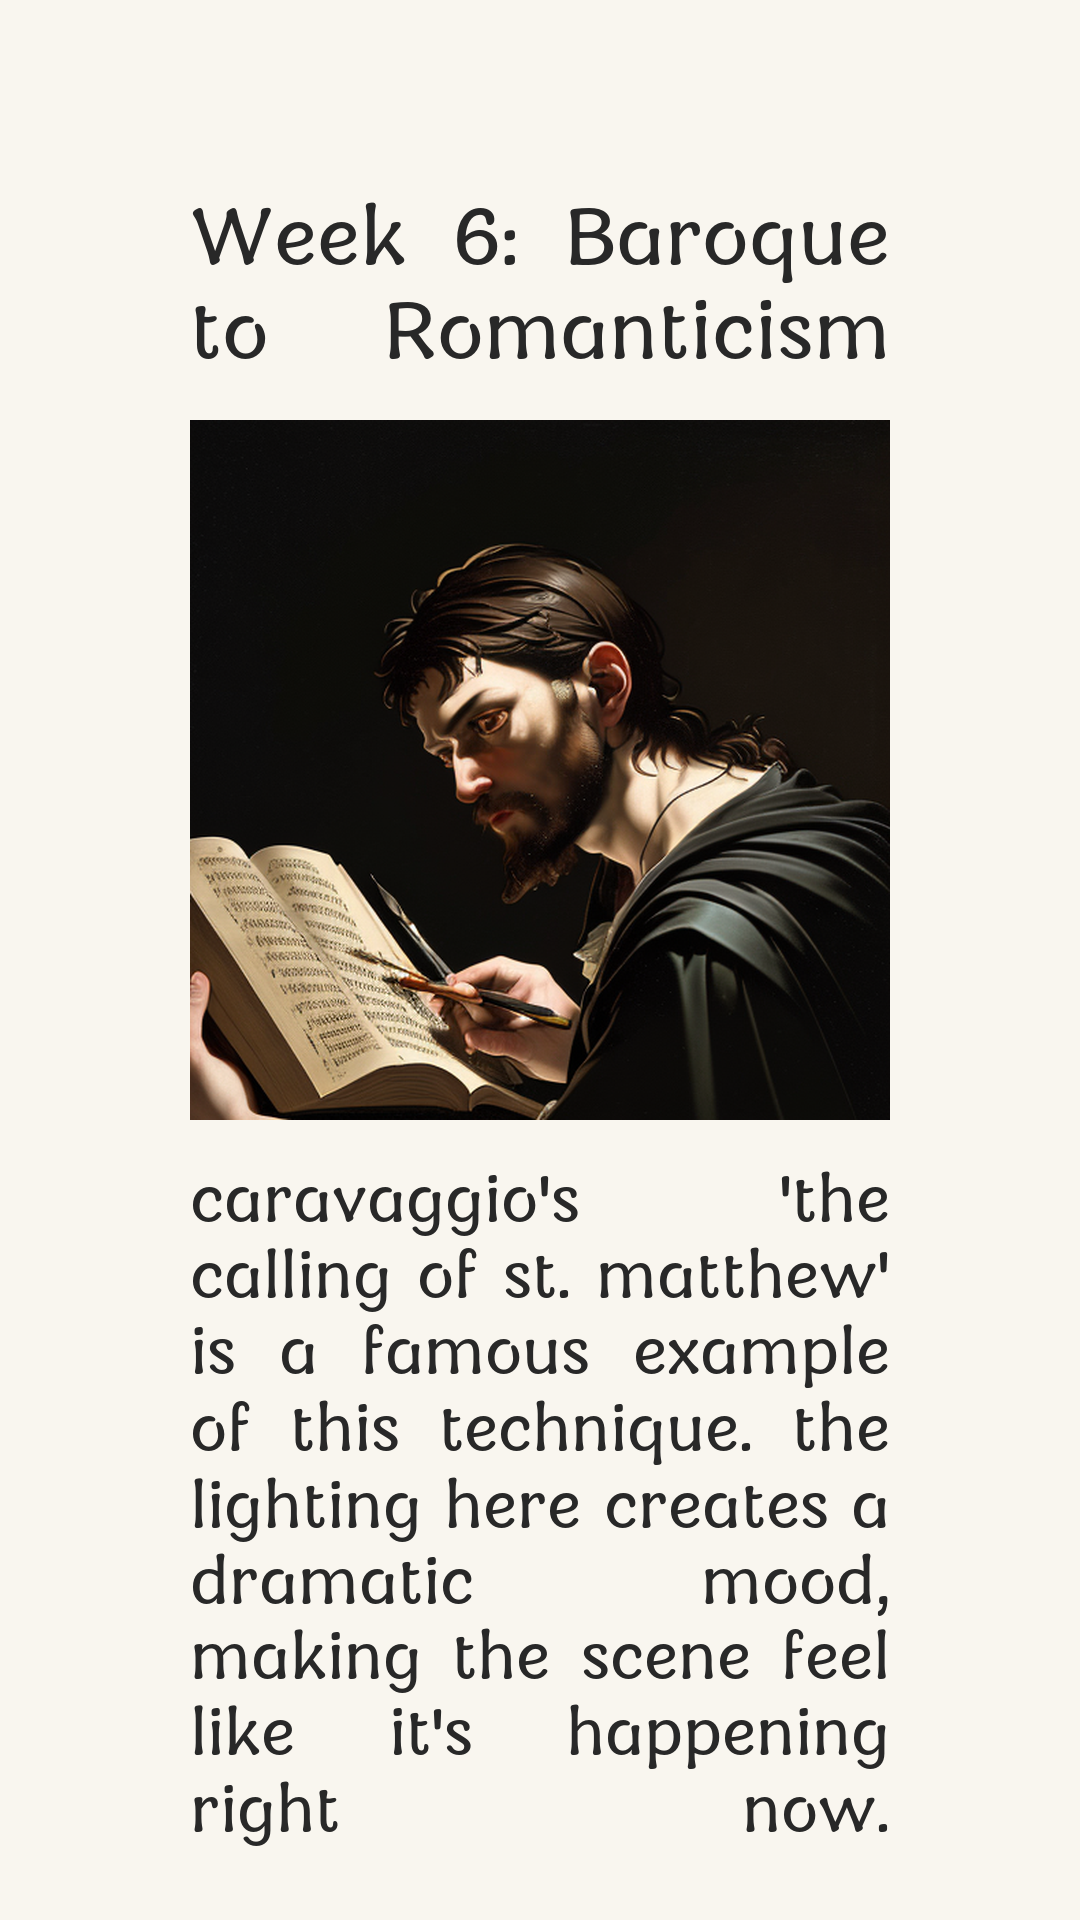 Week 6: Baroque
to Romanticism
caravaggio's 'the
calling of st. matthew'
is a famous example
of this technique. the
lighting here creates a
dramatic mood,
making the scene feel
like it's happening
right now.